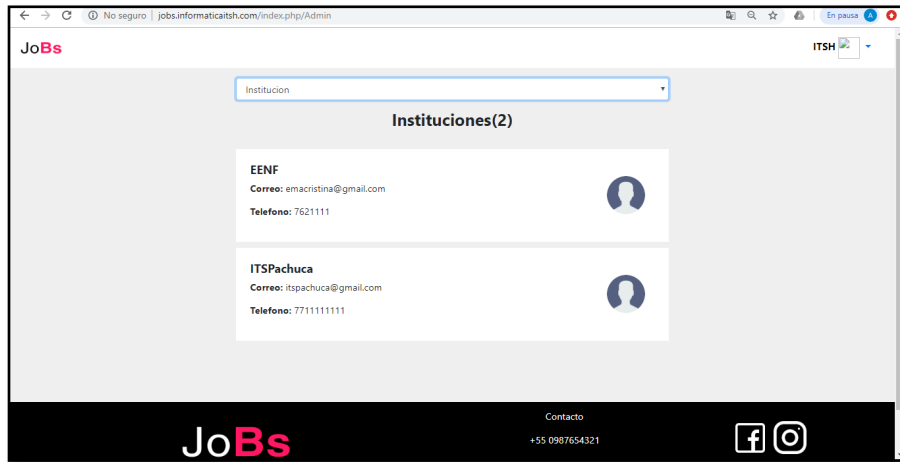 No seguro | jobs.informaticaitsh.com/index.php/Admin
En pausa A
JoBs
ITSH
Institucion
Instituciones(2)
EENF
Correo: emacristina@gmail.com
Telefono: 7621111
ITSPachuca
Correo: itspachuca@gmail.com
Telefono: 7711111111
JoBs
Contacto
+55 0987654321